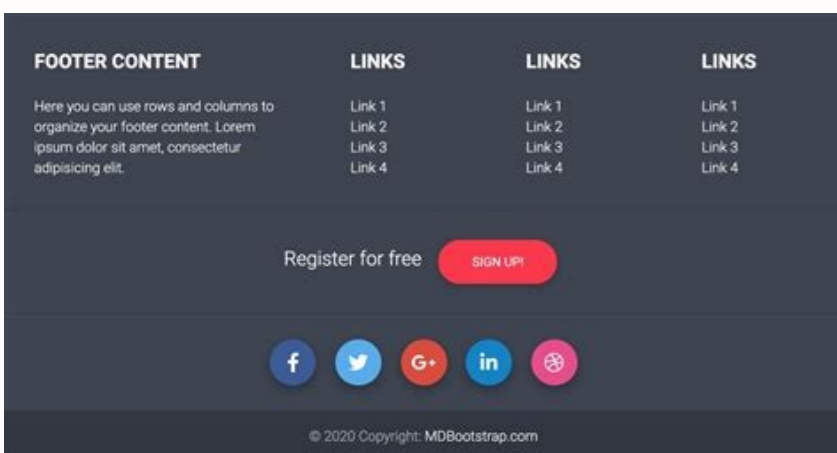 FOOTER CONTENT
Here you can use rows and columns to
organize your footer content. Lorem
ipsum dolor sit amet, consectetur
adipisicing elit.
LINKS
Link 1
Link 2
Link 3
Link 4
LINKS
Link 1
Link 2
Link 3
Link 4
LINKS
Link 1
Link 2
Link 3
Link 4
Register for free
SIGN UP!
f
G+
in
© 2020 Copyright: MDBootstrap.com